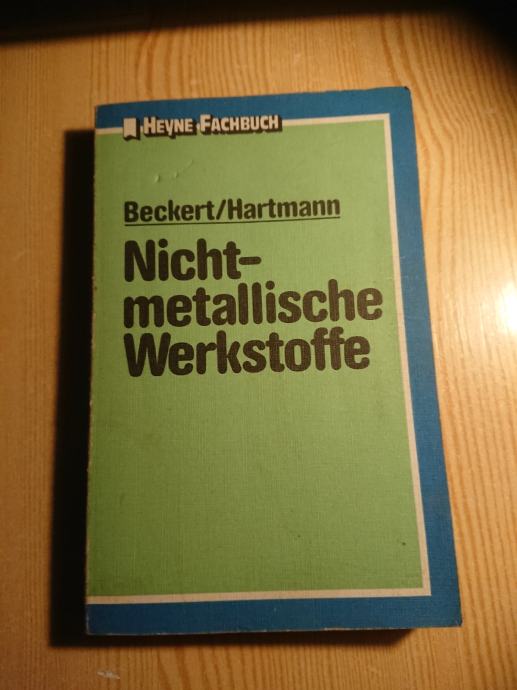 HEYNE FACHBUCH
Beckert/Hartmann
Nicht-
metallische
Werkstoffe